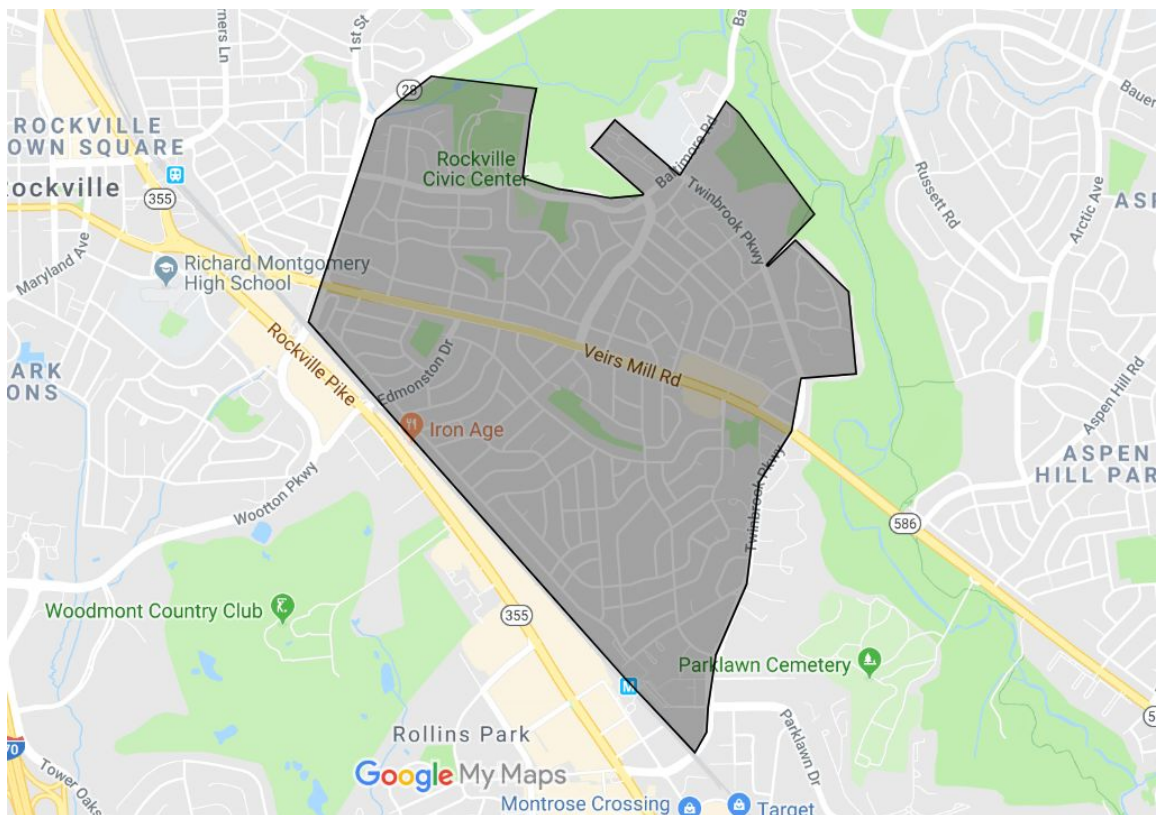 28
1st St
Ba
Bauer
ROCKVILLE
OWN SQUARE
ockville
355
Maryland Ave
Rockville
Civic Center
Baltimore Rd
Twinbrook Pkwy
Russett Rd
Arctic Ave
ASP
Richard Montgomery
High School
Rockville Pike
ARK
ONS
Edmonston Dr
Veirs Mill Rd
Iron Age
Aspen Hill Rd
ASPEN
HILL PAR
Wootton Pkwy
Twinbrook Pkwy
586
Woodmont Country Club
355
Parklawn Cemetery
M
Rollins Park
Parklawn Dr
5
70
Tower Oaks
Google My Maps
Montrose Crossing
Target